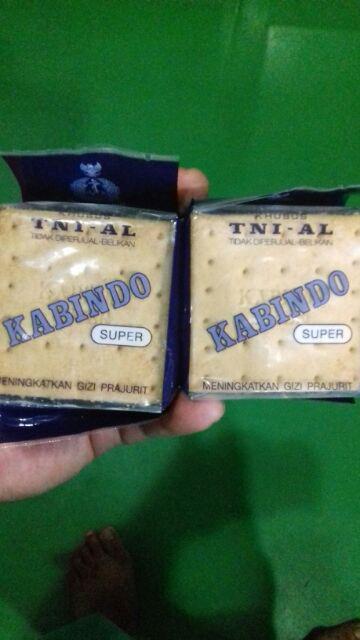 KHUSUS
TNI-AL
TIDAK DIPERJUAL-BELIKAN
KABINDO
SUPER
MENINGKATKAN GIZI PRAJURIT
KHUSUS
TNI-AL
TIDAK DIPERJUAL-BELIKAN
KABINDO
SUPER
MENINGKATKAN GIZI PRAJURIT